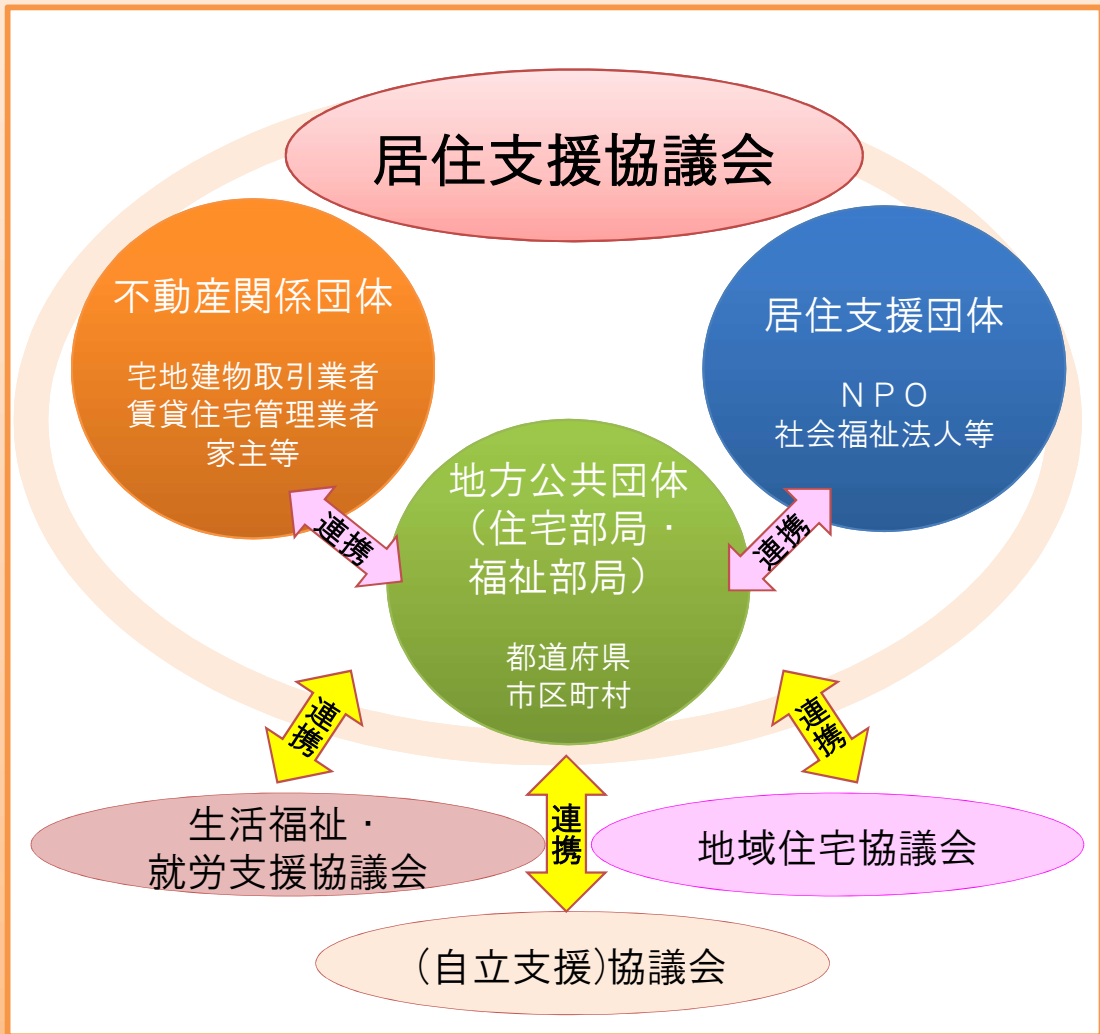 居住支援協議会
不動産関係団体
宅地建物取引業者
賃貸住宅管理業者
家主等
居住支援団体
ＮＰＯ
社会福祉法人等
地方公共団体
（住宅部局・
福祉部局）
都道府県
市区町村
連携
連携
連携
連携
連携
生活福祉・
就労支援協議会
地域住宅協議会
（自立支援）協議会